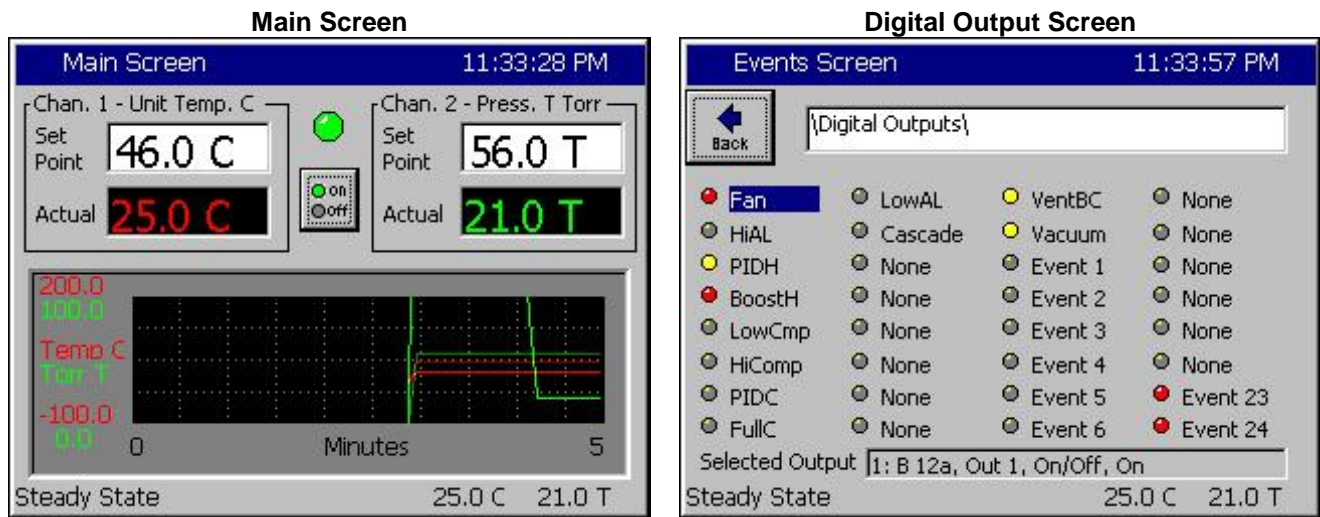 Main Screen
Main Screen 11:33:28 PM
Chan. 1 - Unit Temp. C
Set Point 46.0 C
Actual 25.0 C
on
off
Chan. 2 - Press. T Torr
Set Point 56.0 T
Actual 21.0 T
200.0
100.0
Temp C
Torr T
-100.0
0.0
0 Minutes 5
Steady State 25.0 C 21.0 T
Digital Output Screen
Events Screen 11:33:57 PM
Back
\Digital Outputs\
Fan LowAL VentBC None
HiAL Cascade Vacuum None
PIDH None Event 1 None
BoostH None Event 2 None
LowCmp None Event 3 None
HiComp None Event 4 None
PIDC None Event 5 Event 23
FullC None Event 6 Event 24
Selected Output 1: B 12a, Out 1, On/Off, On
Steady State 25.0 C 21.0 T